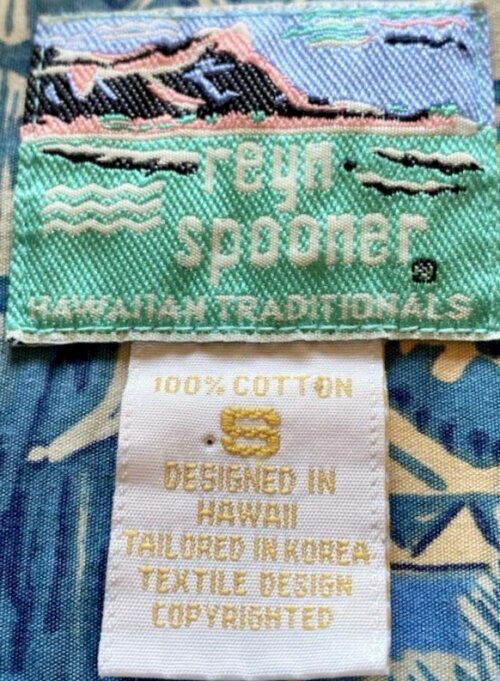 reyn
spooner
HAWAIIAN TRADITIONALS
100% COTTON
S
DESIGNED IN
HAWAII
TAILORED IN KOREA
TEXTILE DESIGN
COPYRIGHTED